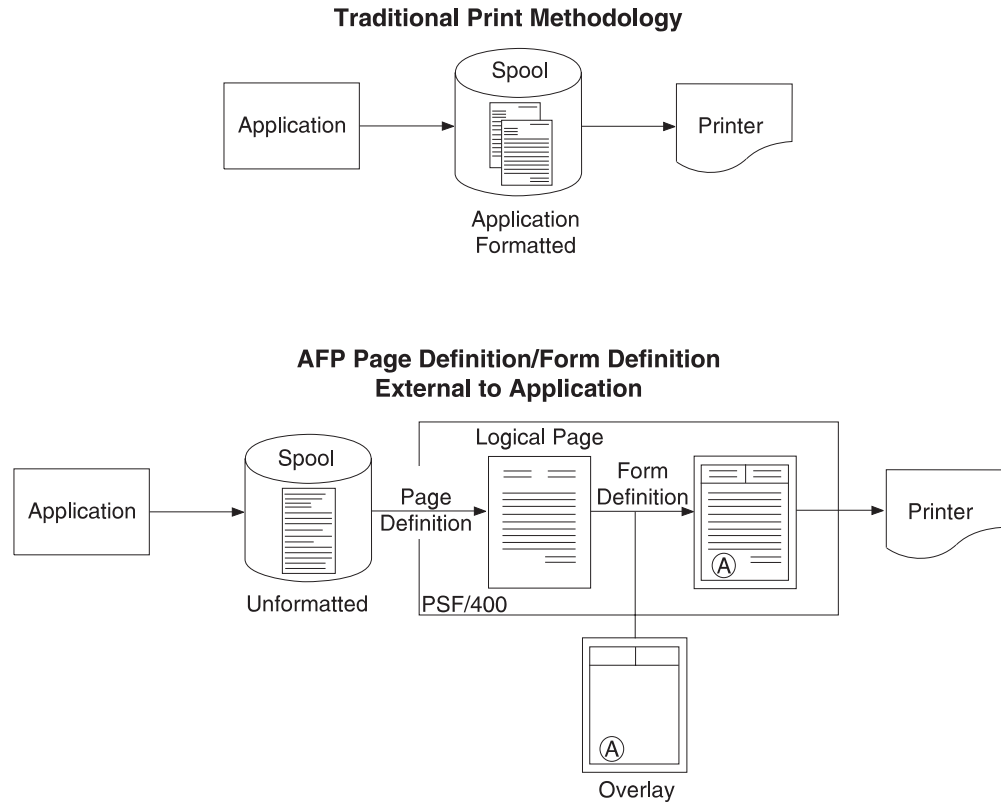 Traditional Print Methodology
Spool
Application
Printer
Application
Formatted
AFP Page Definition/Form Definition
External to Application
Logical Page
Spool
Form
Definition
Application
Page
Definition
Printer
A
Unformatted
PSF/400
A
Overlay